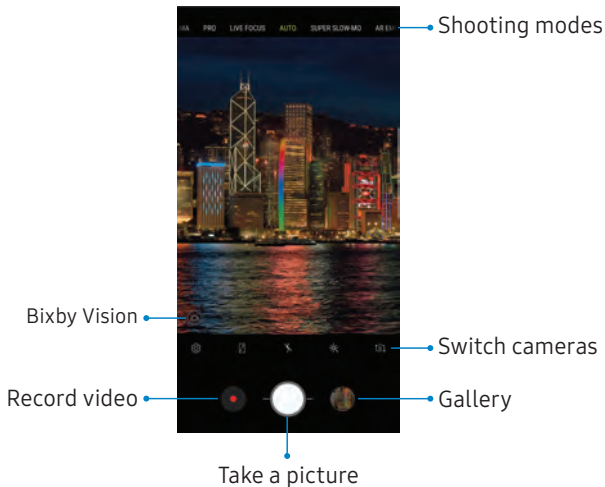 MA PRO LIVE FOCUS AUTO SUPER SLOW-MO AR EM
Shooting modes
Bixby Vision
Switch cameras
Record video
Gallery
Take a picture